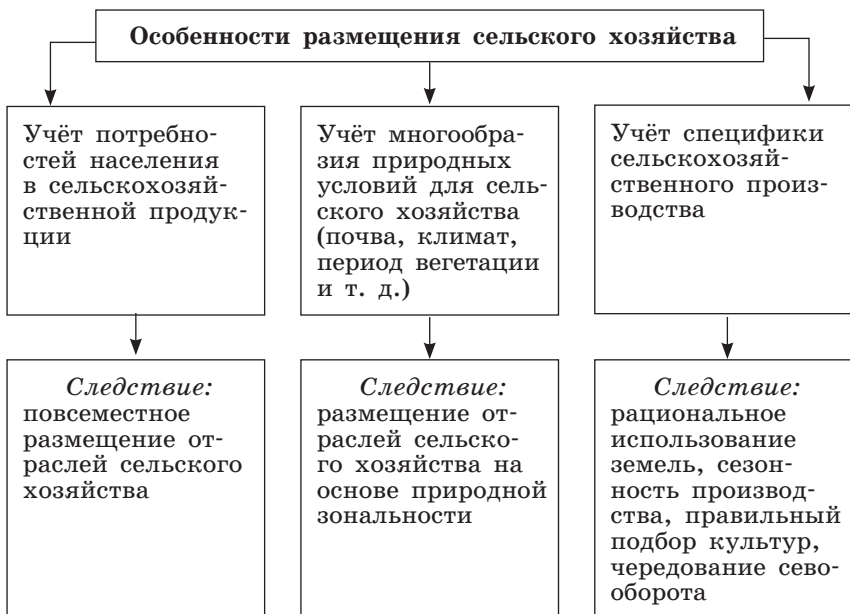 Особенности размещения сельского хозяйства
Учёт потребно-
стей населения
в сельскохозяй-
ственной продук-
ции
Учёт многообра-
зия природных
условий для сель-
ского хозяйства
(почва, климат,
период вегетации
и т. д.)
Учёт специфики
сельскохозяй-
ственного произ-
водства
Следствие:
повсеместное
размещение от-
раслей сельского
хозяйства
Следствие:
размещение от-
раслей сельско-
го хозяйства на
основе природной
зональности
Следствие:
рациональное
использование
земель, сезон-
ность производ-
ства, правильный
подбор культур,
чередование сево-
оборота